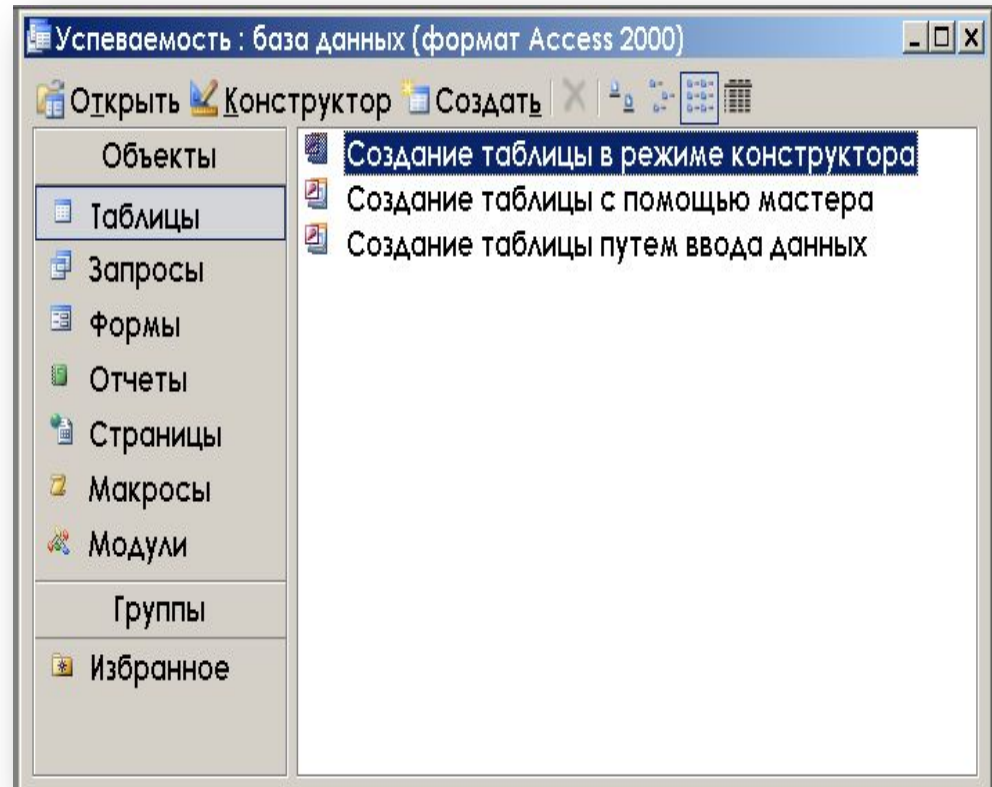 Успеваемость : база данных (формат Access 2000)
Открыть Конструктор Создать
Объекты
Таблицы
Запросы
Формы
Отчеты
Страницы
Макросы
Модули
Группы
Избранное
Создание таблицы в режиме конструктора
Создание таблицы с помощью мастера
Создание таблицы путем ввода данных